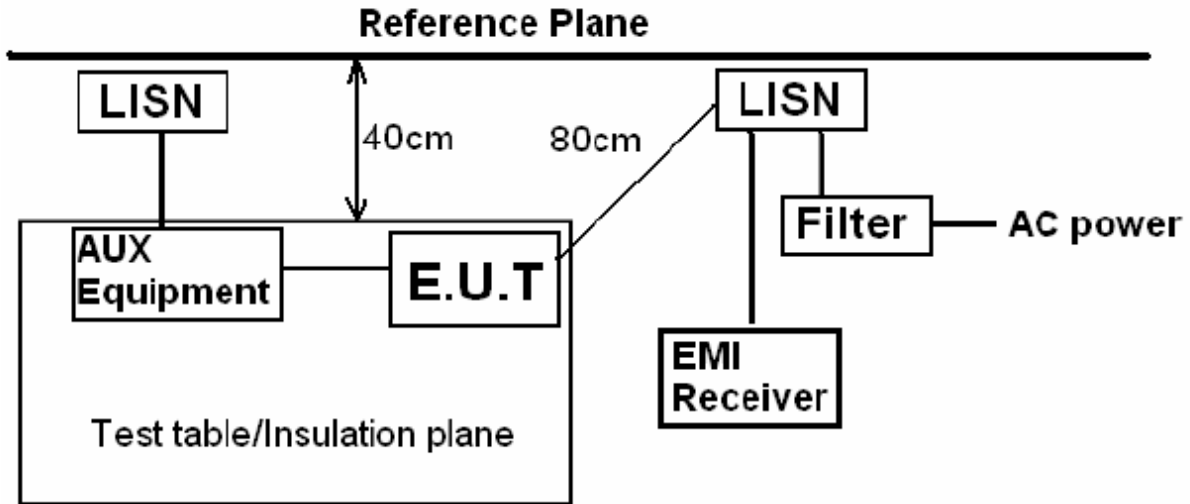 Reference Plane
LISN
LISN
40cm
80cm
Filter
AC power
AUX
Equipment
E.U.T
EMI
Receiver
Test table/Insulation plane